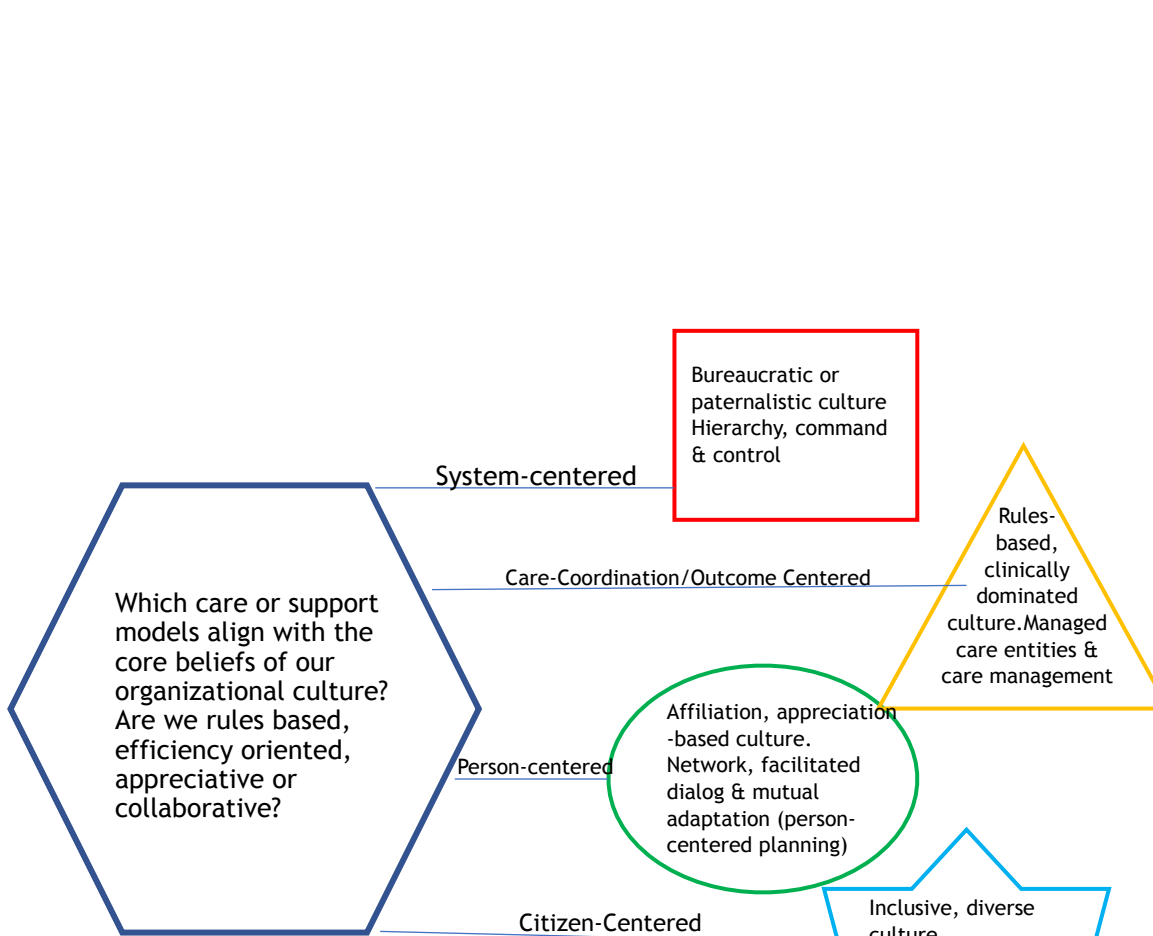 Bureaucratic or
paternalistic culture
Hierarchy, command
& control
System-centered
Rules-
based,
clinically
dominated
culture.Managed
care entities &
care management
Care-Coordination/Outcome Centered
Which care or support
models align with the
core beliefs of our
organizational culture?
Are we rules based,
efficiency oriented,
appreciative or
collaborative?
Affiliation, appreciation
-based culture.
Network, facilitated
dialog & mutual
adaptation (person-
centered planning)
Person-centered
Citizen-Centered
Inclusive, diverse
culture